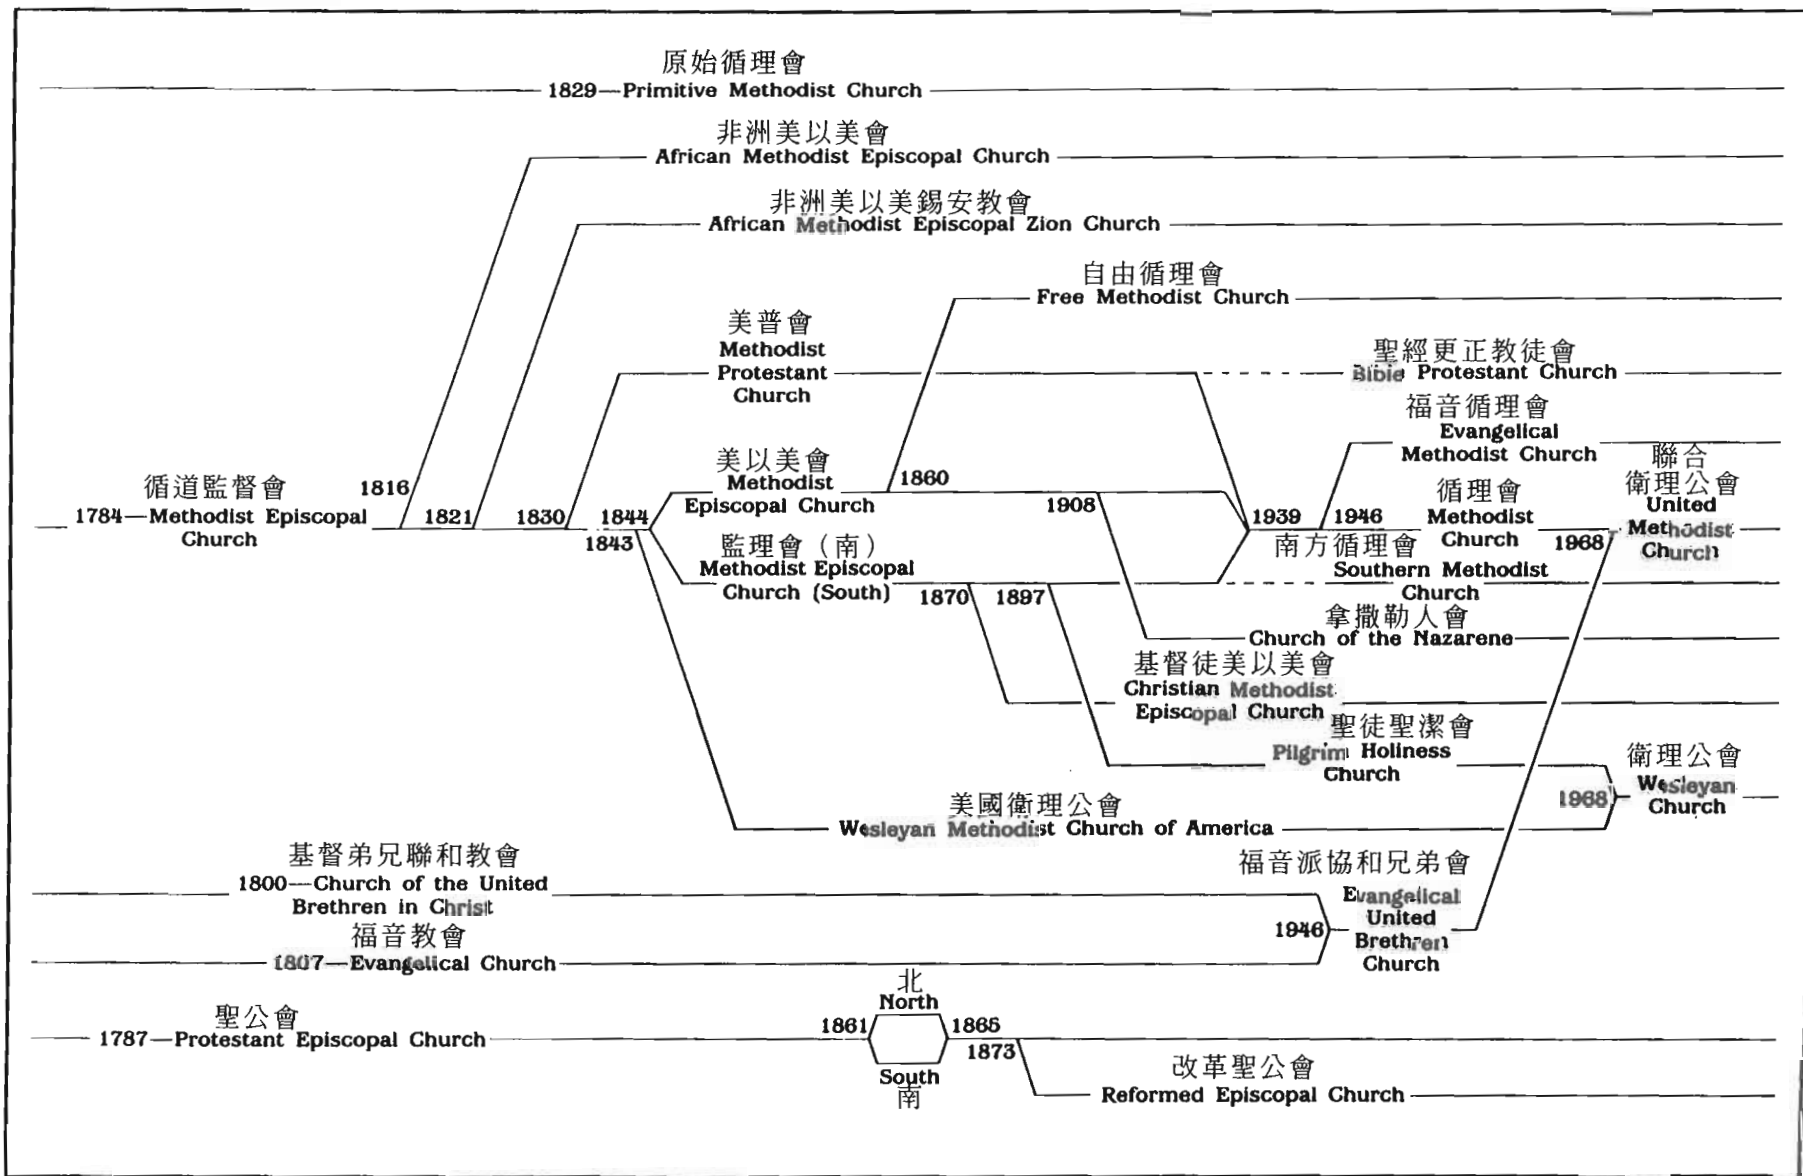 原始循理會
1829—Primitive Methodist Church
非洲美以美會
African Methodist Episcopal Church
非洲美以美錫安教會
African Methodist Episcopal Zion Church
自由循理會
Free Methodist Church
美普會
Methodist
Protestant
Church
聖經更正教徒會
Bible Protestant Church
福音循理會
Evangelical
Methodist Church
循道監督會
1784—Methodist Episcopal
Church
1816
1821
1830
1844
1843
美以美會
Methodist
Episcopal Church
1860
1908
監理會（南）
Methodist Episcopal
Church (South)
1870
1897
1939
1946
循理會
Methodist
Church
1968
聯合
衛理公會
United
Methodist
Church
南方循理會
Southern Methodist
Church
拿撒勒人會
Church of the Nazarene
基督徒美以美會
Christian Methodist
Episcopal Church
聖徒聖潔會
Pilgrim Holiness
Church
美國衛理公會
Wesleyan Methodist Church of America
1968
衛理公會
Wesleyan
Church
基督弟兄聯和教會
1800—Church of the United
Brethren in Christ
福音教會
1807—Evangelical Church
1946
福音派協和兄弟會
Evangelical
United
Brethren
Church
聖公會
1787—Protestant Episcopal Church
1861
北
North
South
南
1865
1873
改革聖公會
Reformed Episcopal Church